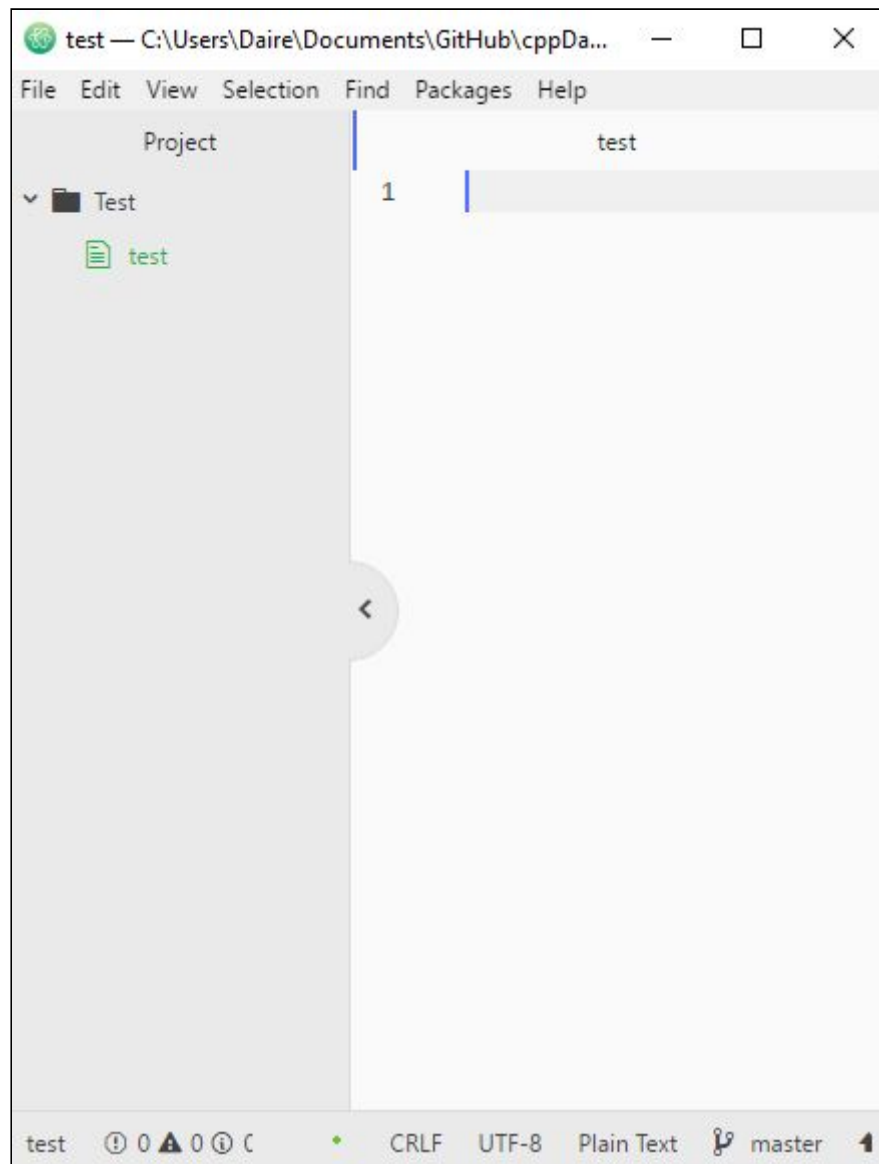 test — C:\Users\Daire\Documents\GitHub\cppDa...
File Edit View Selection Find Packages Help
Project
test
Test
1
test
test 0 0 CRLF UTF-8 Plain Text master